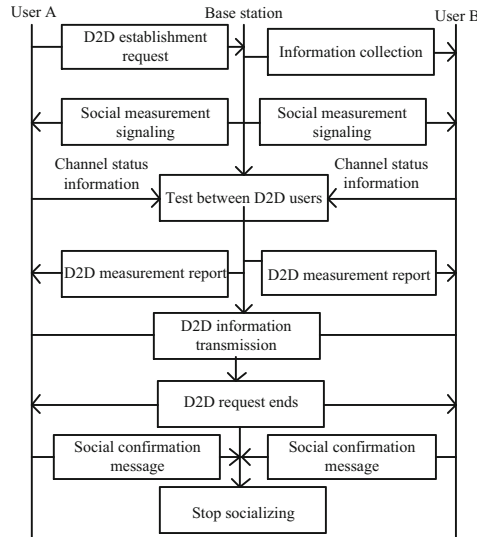 User A
Base station
User B
D2D establishment
request
Information collection
Social measurement
signaling
Social measurement
signaling
Channel status
information
Channel status
information
Test between D2D users
D2D measurement report
D2D measurement report
D2D information
transmission
D2D request ends
Social confirmation
message
Social confirmation
message
Stop socializing